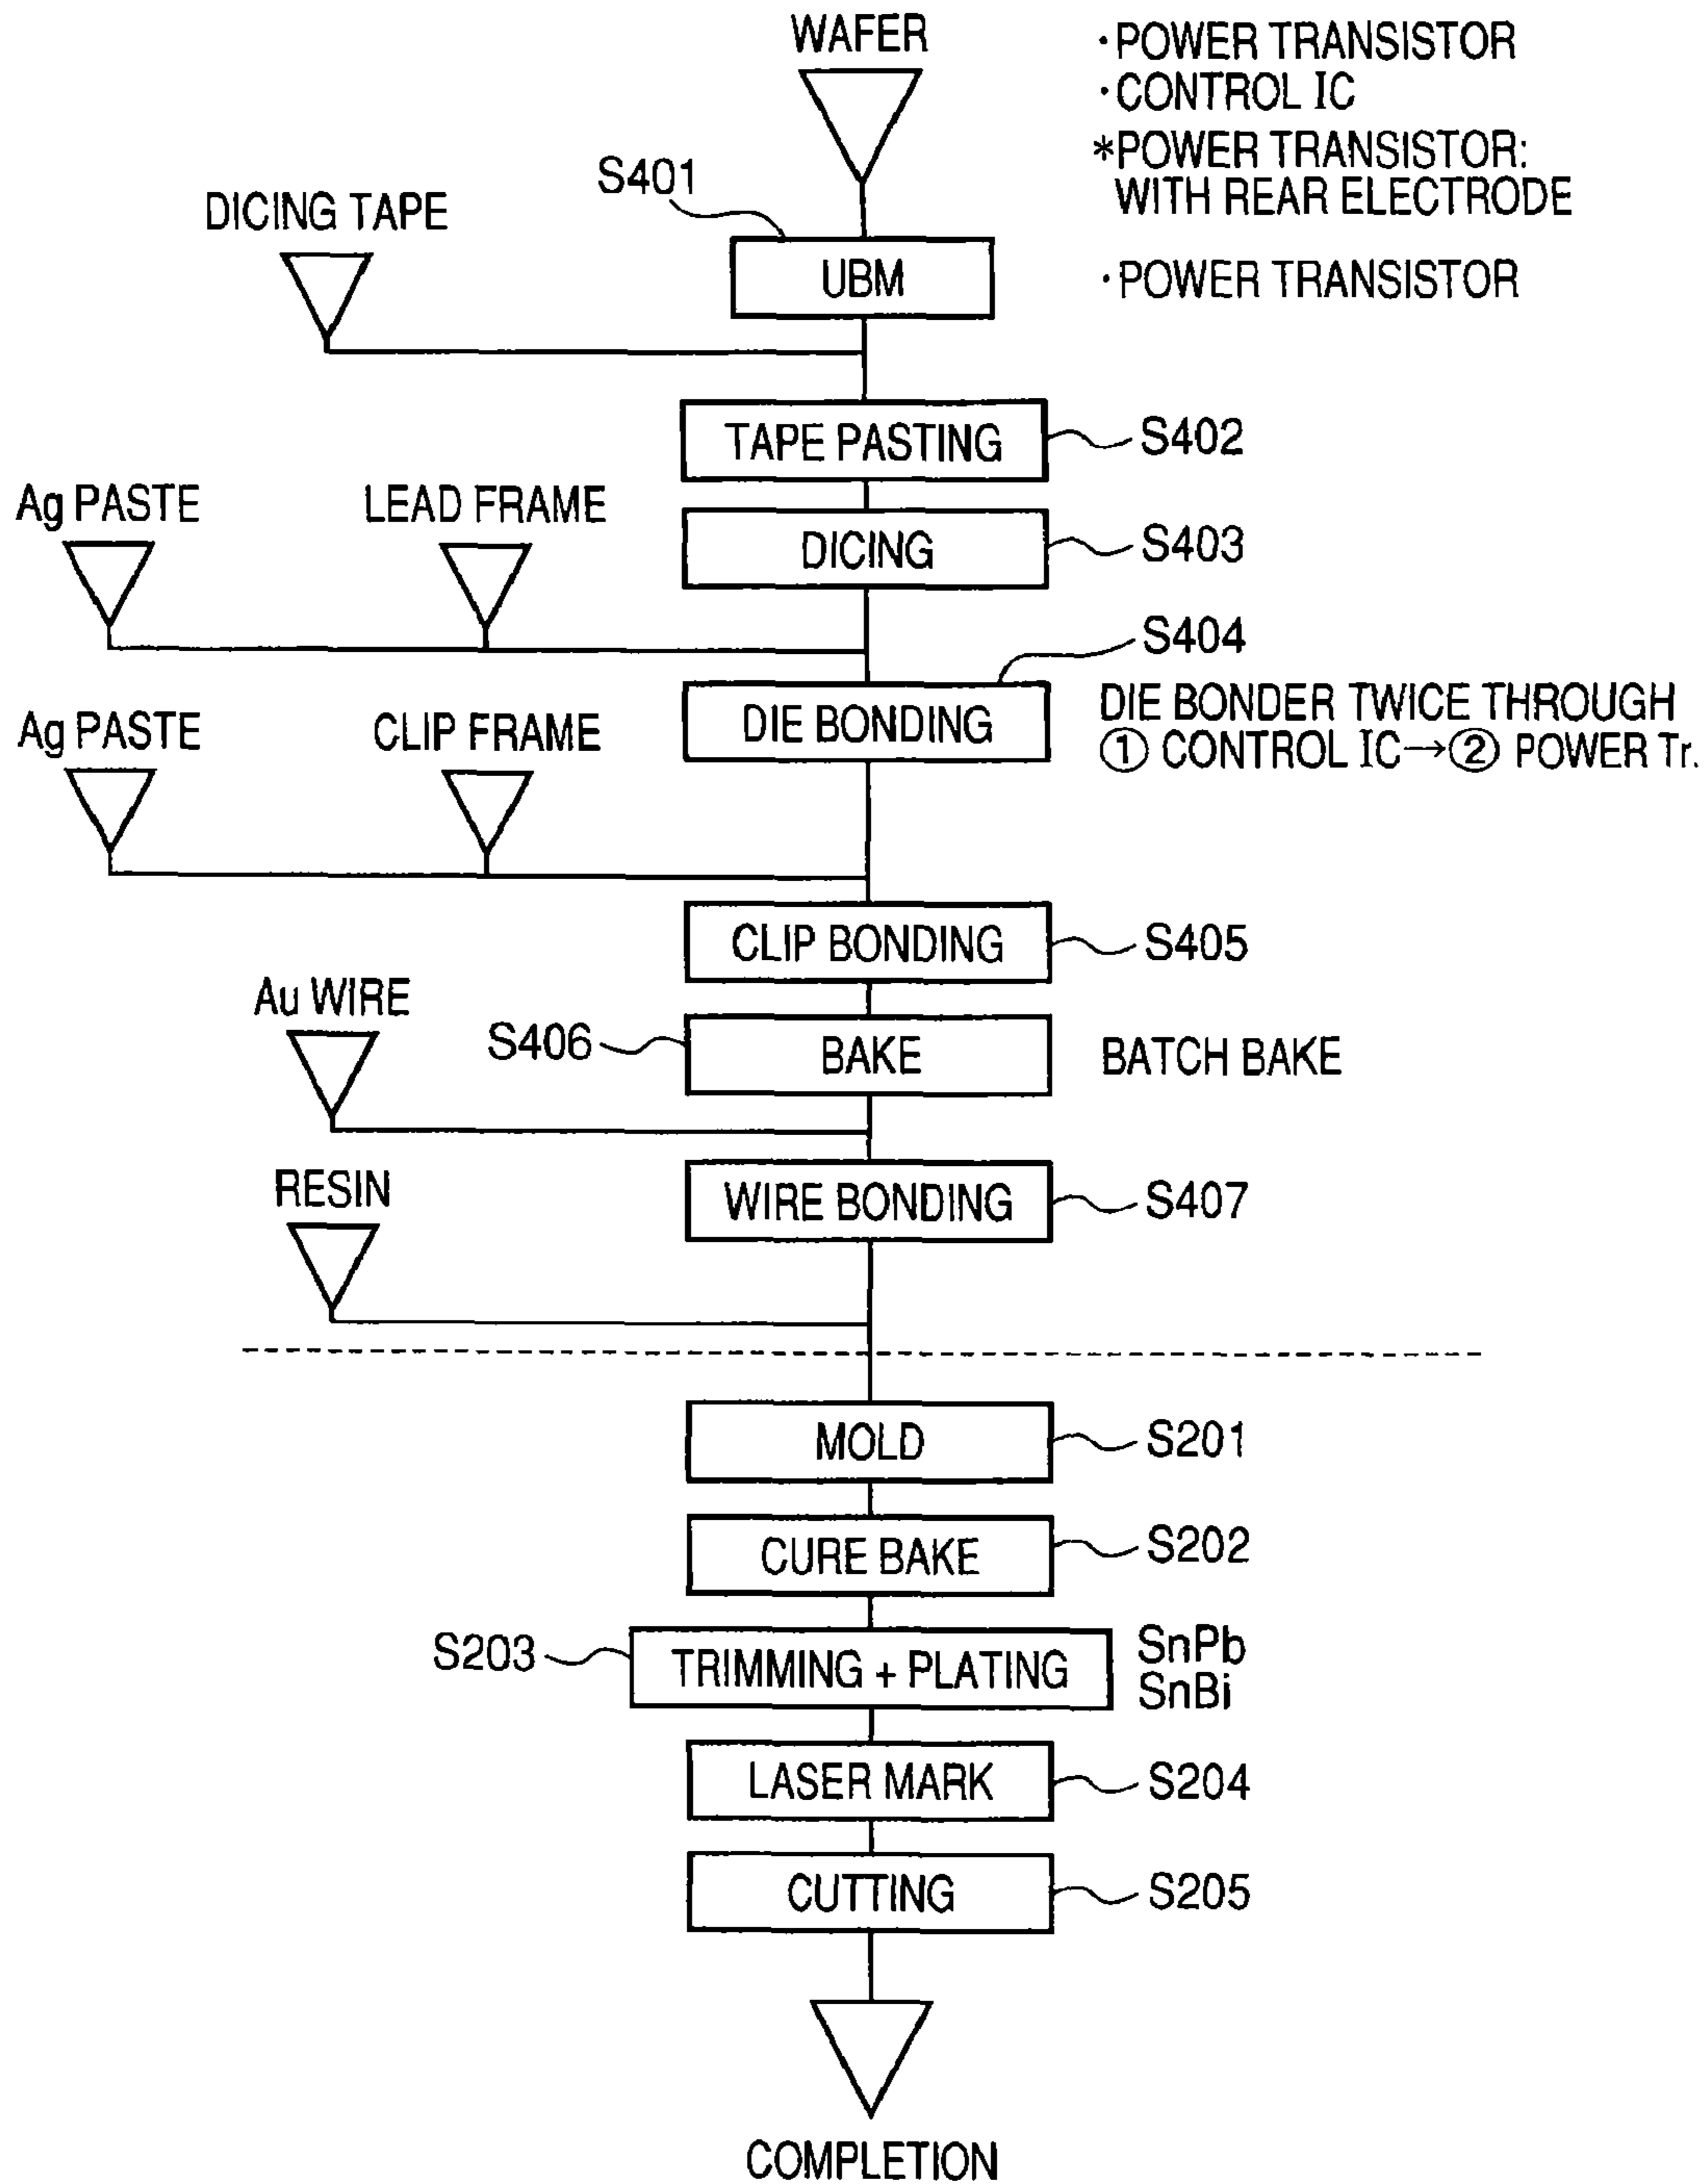 WAFER
·POWER TRANSISTOR
·CONTROL IC
*POWER TRANSISTOR:
WITH REAR ELECTRODE
S401
DICING TAPE
UBM
·POWER TRANSISTOR
TAPE PASTING
S402
Ag PASTE
LEAD FRAME
DICING
S403
S404
Ag PASTE
CLIP FRAME
DIE BONDING
DIE BONDER TWICE THROUGH
① CONTROL IC→② POWER Tr.
CLIP BONDING
S405
Au WIRE
S406
BAKE
BATCH BAKE
RESIN
WIRE BONDING
S407
MOLD
S201
CURE BAKE
S202
S203
TRIMMING + PLATING
SnPb
SnBi
LASER MARK
S204
CUTTING
S205
COMPLETION